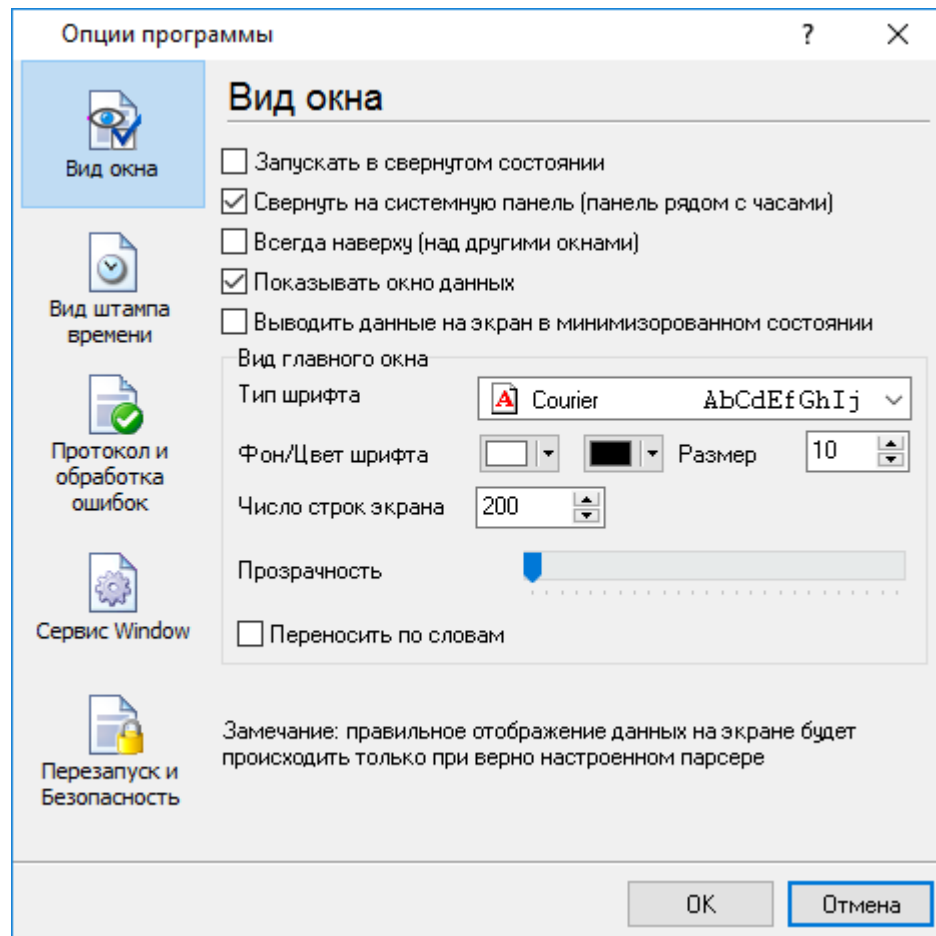 Опции программы
Вид окна
Вид штампа
времени
Протокол и
обработка
ошибок
Сервис Window
Перезапуск и
Безопасность
Вид окна
Запускать в свернутом состоянии
Свернуть на системную панель (панель рядом с часами)
Всегда наверху (над другими окнами)
Показывать окно данных
Выводить данные на экран в минимизорованном состоянии
Вид главного окна
Тип шрифта Courier AbCdEfGhIj
Фон/Цвет шрифта Размер 10
Число строк экрана 200
Прозрачность
Переносить по словам
Замечание: правильное отображение данных на экране будет
происходить только при верно настроенном парсере
OK Отмена